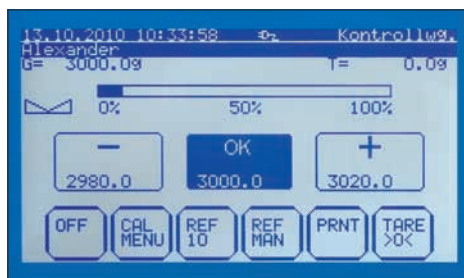 13.10.2010 10:33:58 Kontrollwg.
Alexander
G= 3000.0g T= 0.0g
0% 50% 100%
− OK +
2980.0 3000.0 3020.0
OFF CAL MENU REF 10 REF MAN PRNT TARE >0<